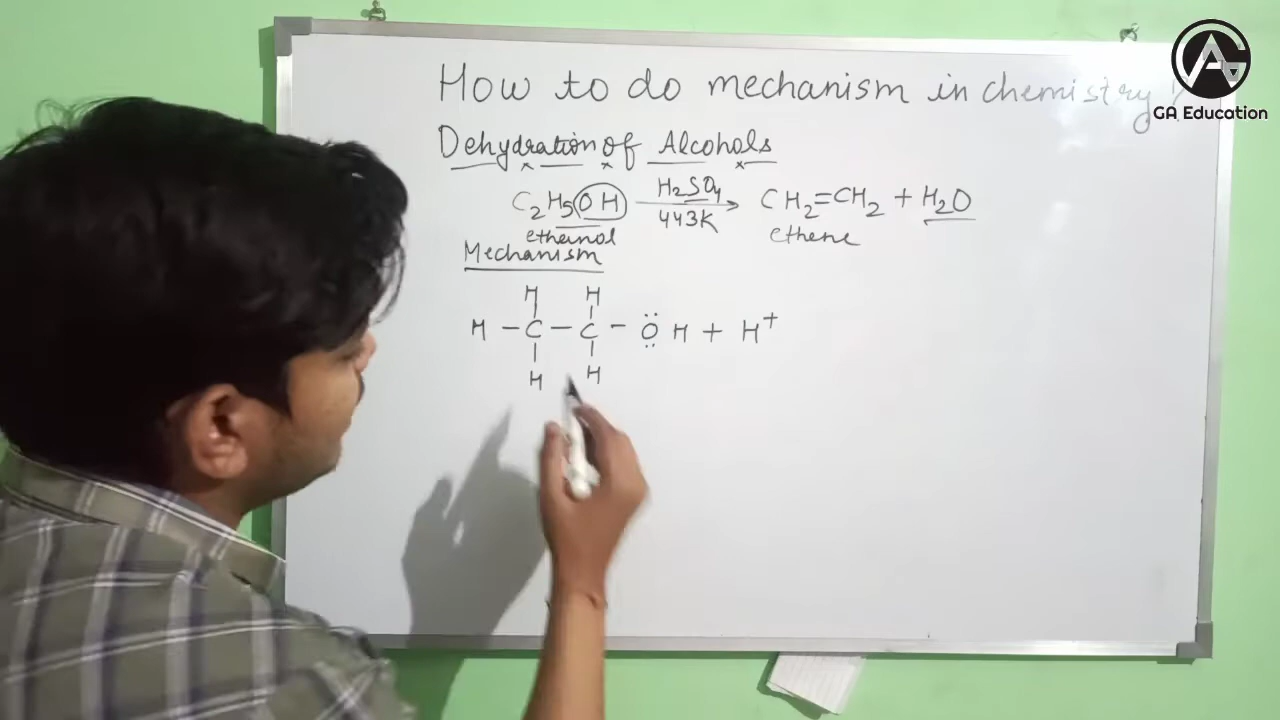 How to do mechanism in chemistry?
GA Education
Dehydration of Alcohols
C2H5OH H2SO4 443K CH2=CH2 + H2O
ethanol ethene
Mechanism
H H
H – C – C – Ö H + H+
H H